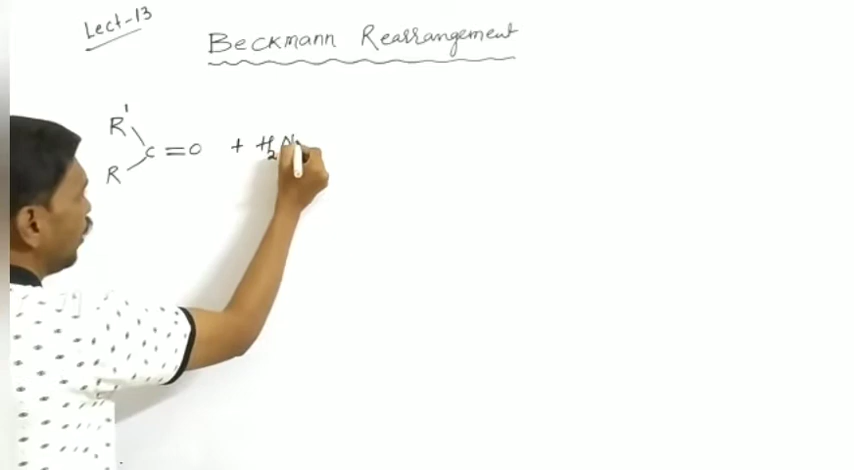 Lect-13
Beckmann Rearrangement
R'
C=O + H2N
R